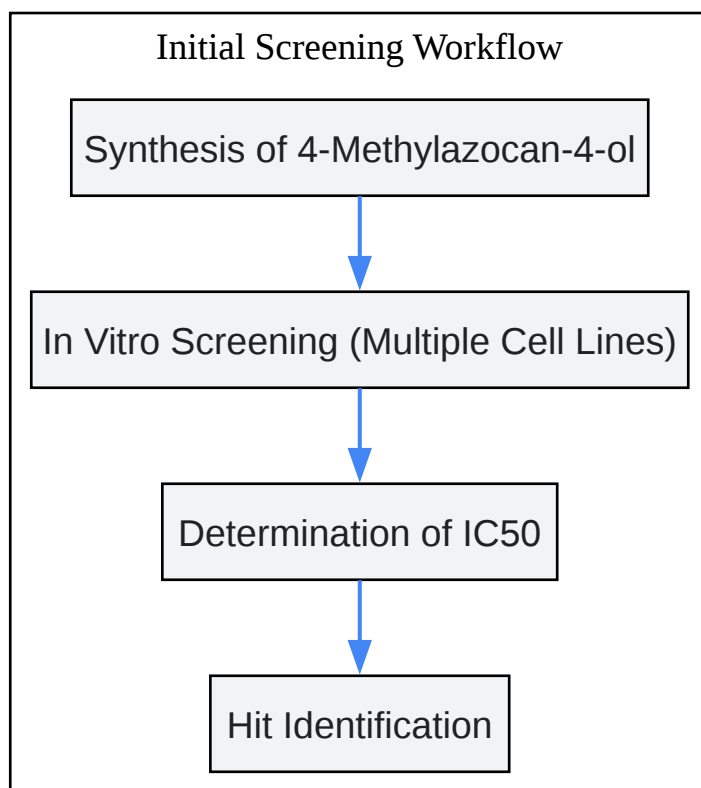 Initial Screening Workflow
Synthesis of 4-Methylazocan-4-ol
In Vitro Screening (Multiple Cell Lines)
Determination of IC50
Hit Identification